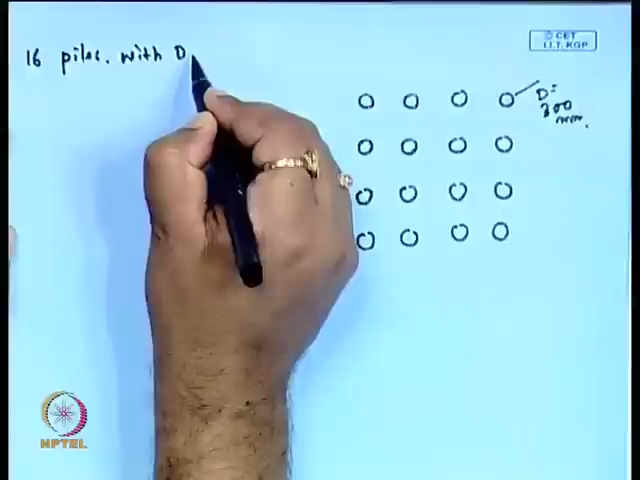 © CET
I.I.T. KGP
16 piles. with D
D=
300
mm.
NPTEL